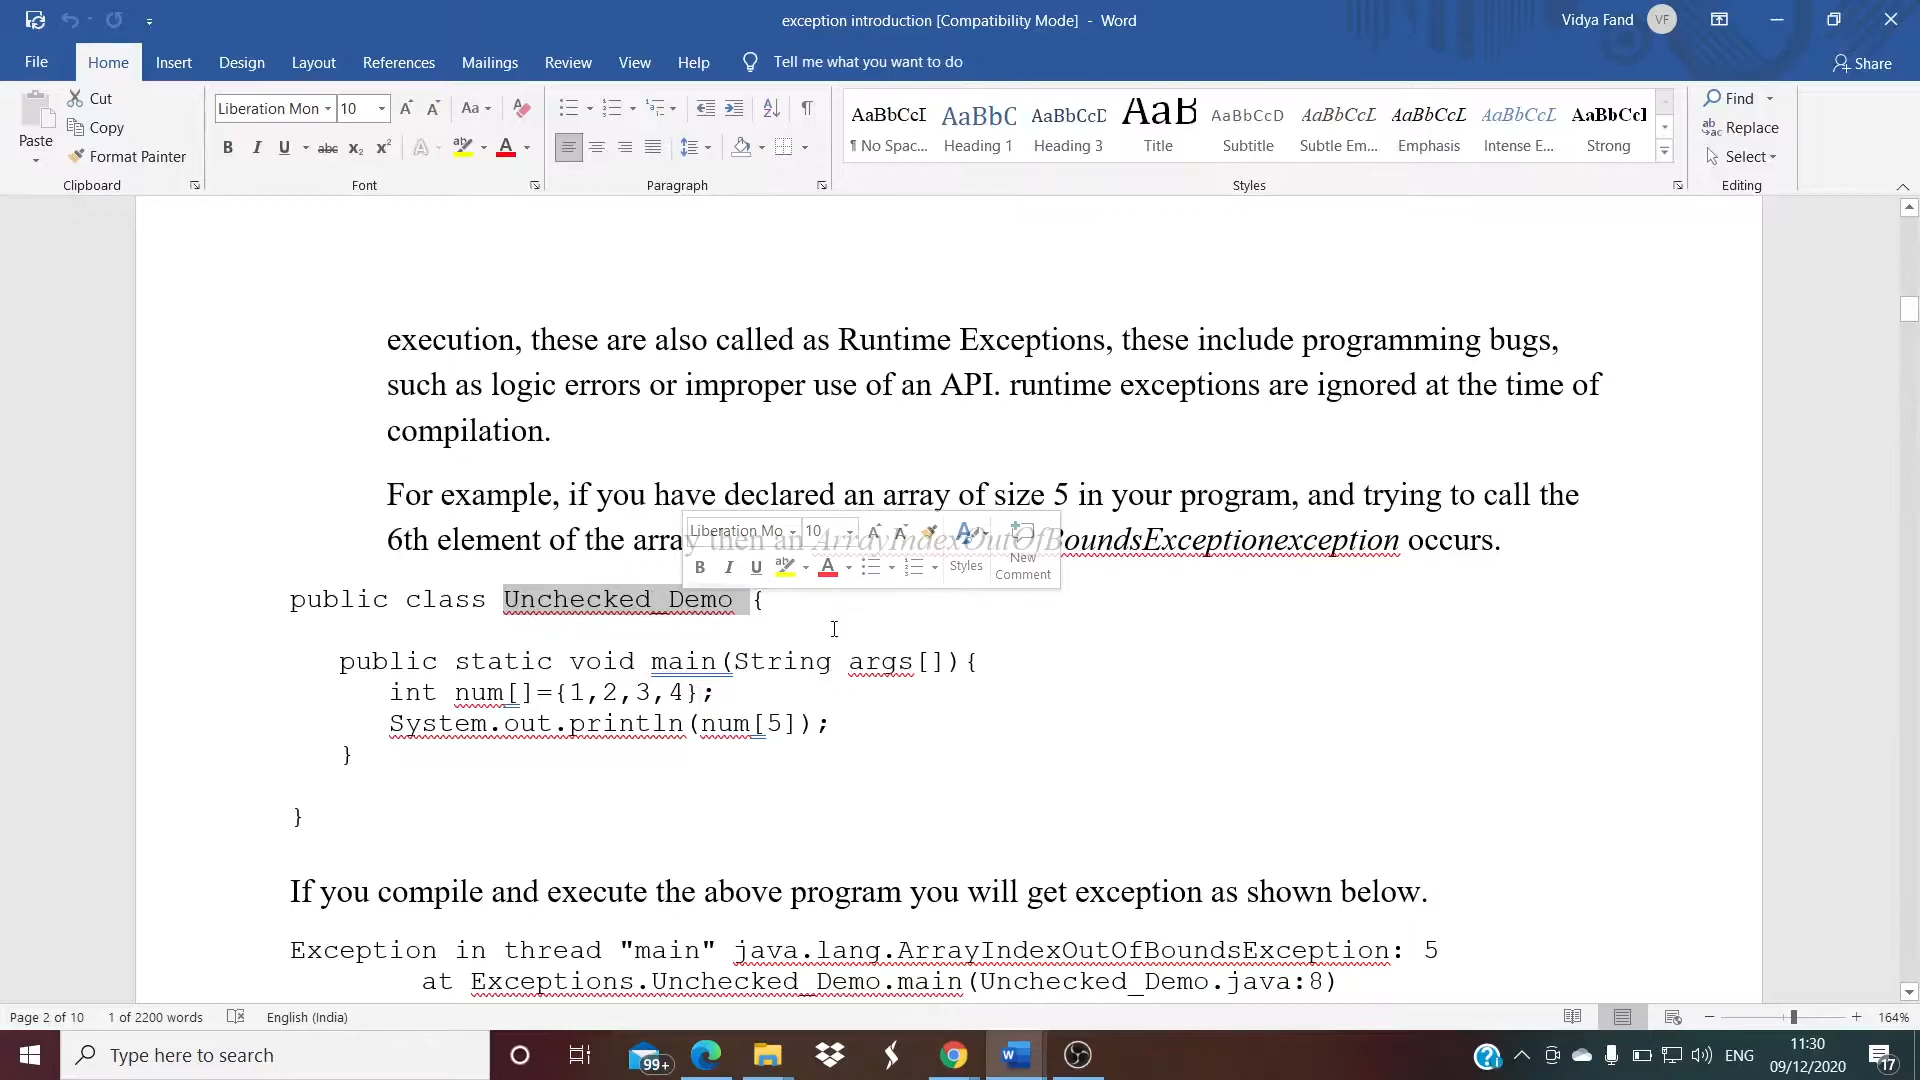 exception introduction [Compatibility Mode] - Word
Vidya Fand
VF
File
Home
Insert
Design
Layout
References
Mailings
Review
View
Help
Tell me what you want to do
Share
Paste
Cut
Copy
Format Painter
Clipboard
Liberation Mon
10
Aa
B I U abc x₂ x²
Font
Paragraph
AaBbCcI
AaBbC
AaBbCcD
AaB
AaBbCcD
AaBbCcL
AaBbCcL
AaBbCcL
AaBbCcI
¶ No Spac...
Heading 1
Heading 3
Title
Subtitle
Subtle Em...
Emphasis
Intense E...
Strong
Styles
Find
Replace
Select
Editing
execution, these are also called as Runtime Exceptions, these include programming bugs,
such as logic errors or improper use of an API. runtime exceptions are ignored at the time of
compilation.
For example, if you have declared an array of size 5 in your program, and trying to call the
6th element of the array then an ArrayIndexOutOfBoundsExceptionexception occurs.
Liberation Mo
10
B I U
Styles
New
Comment
public class Unchecked_Demo {
public static void main(String args[]){
int num[]={1,2,3,4};
System.out.println(num[5]);
}
}
If you compile and execute the above program you will get exception as shown below.
Exception in thread "main" java.lang.ArrayIndexOutOfBoundsException: 5
at Exceptions.Unchecked_Demo.main(Unchecked_Demo.java:8)
Page 2 of 10
1 of 2200 words
English (India)
164%
Type here to search
99+
ENG
11:30
09/12/2020
17